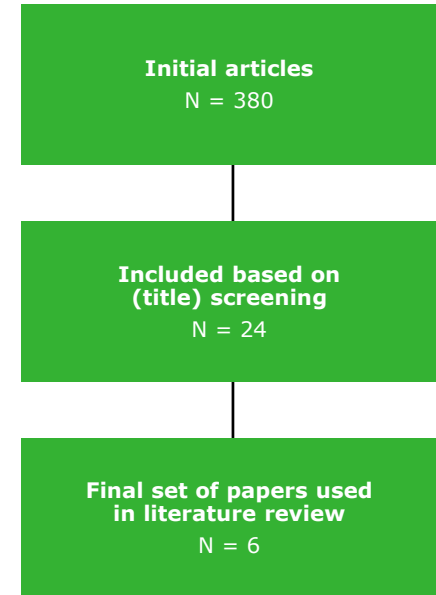 Initial articles
N = 380
Included based on
(title) screening
N = 24
Final set of papers used
in literature review
N = 6